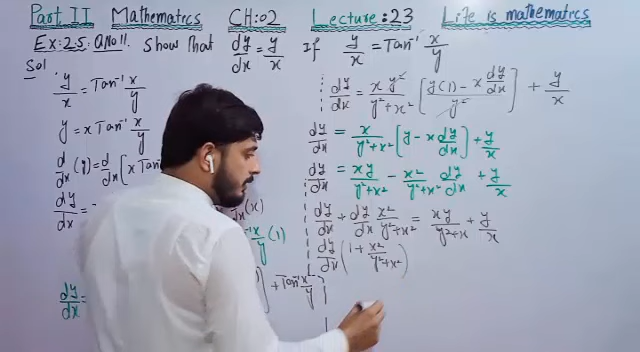 Part II Mathematics CH:02 Lecture:23 Life is mathematics
Ex:2.5: Q.No 11. Show that dy/dx = y/x If y/x = Tan⁻¹ x/y
Sol
y/x = Tan⁻¹ x/y
y = x Tan⁻¹ x/y
d/dx (y) = d/dx [x Tan
dy/dx =
(x)
x/y (1)
] + Tan⁻¹ x/y
dy/dx =
∴ dy/dx = x y²/y²+x² [y(1) - x dy/dx / y²] + y/x
dy/dx = x/y²+x² [y - x dy/dx] + y/x
dy/dx = xy/y²+x² - x²/y²+x² dy/dx + y/x
dy/dx + dy/dx x²/y²+x² = xy/y²+x + y/x
dy/dx (1 + x²/y²+x²)